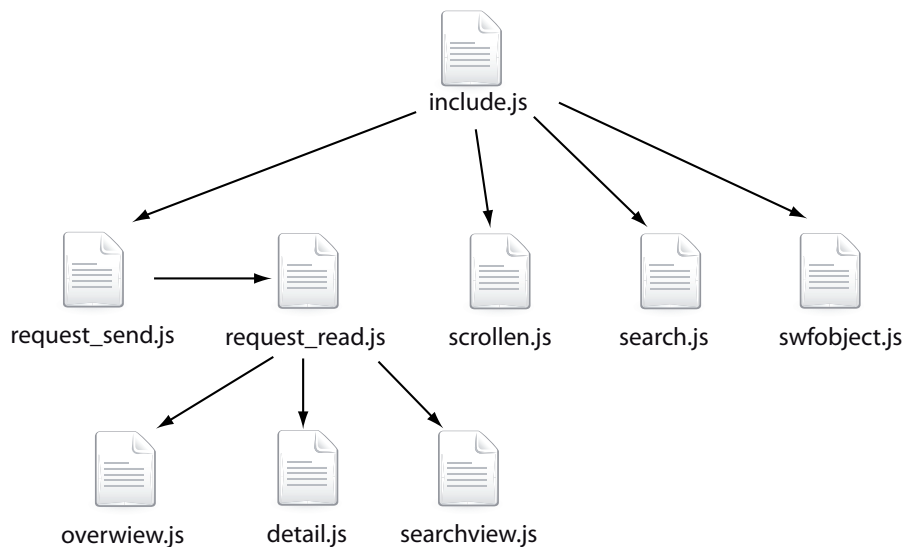 include.js
request_send.js
request_read.js
scrollen.js
search.js
swfobject.js
overwiew.js
detail.js
searchview.js